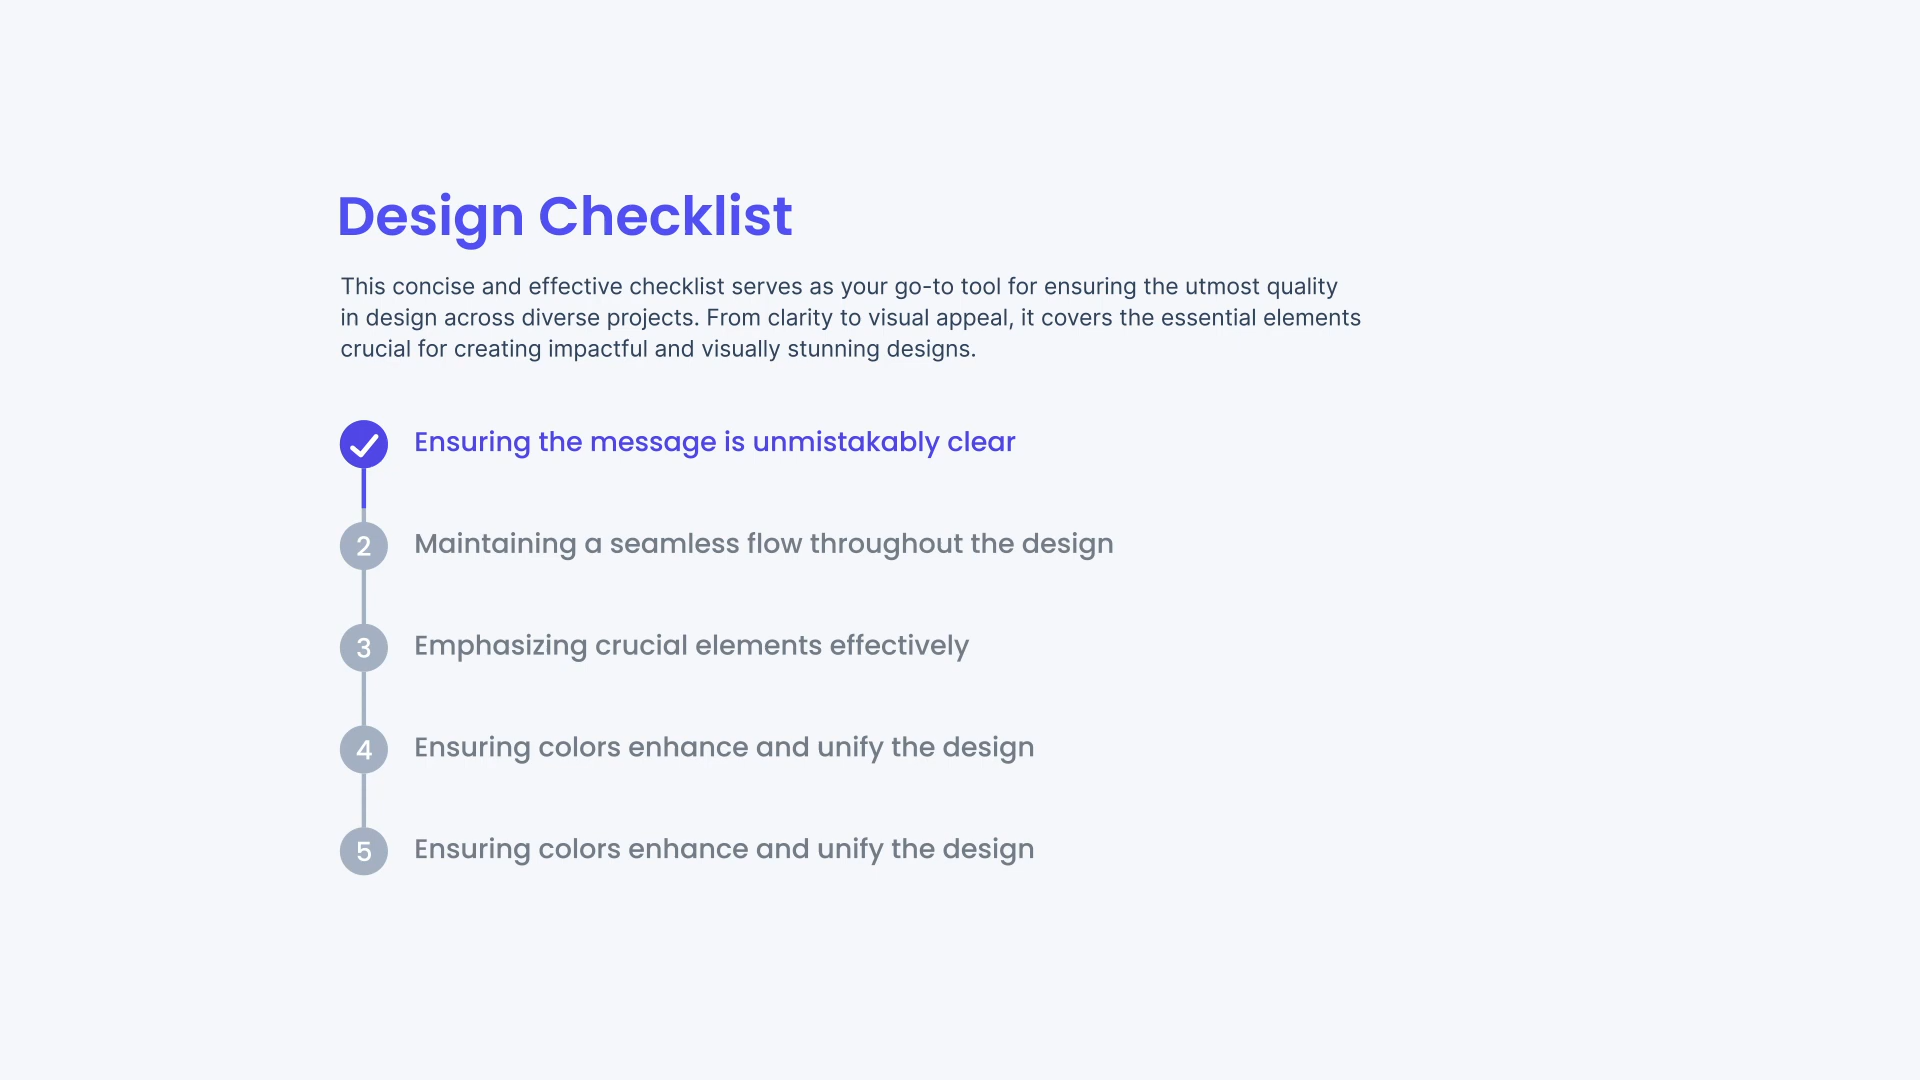 Design Checklist
This concise and effective checklist serves as your go-to tool for ensuring the utmost quality
in design across diverse projects. From clarity to visual appeal, it covers the essential elements
crucial for creating impactful and visually stunning designs.
Ensuring the message is unmistakably clear
2 Maintaining a seamless flow throughout the design
3 Emphasizing crucial elements effectively
4 Ensuring colors enhance and unify the design
5 Ensuring colors enhance and unify the design